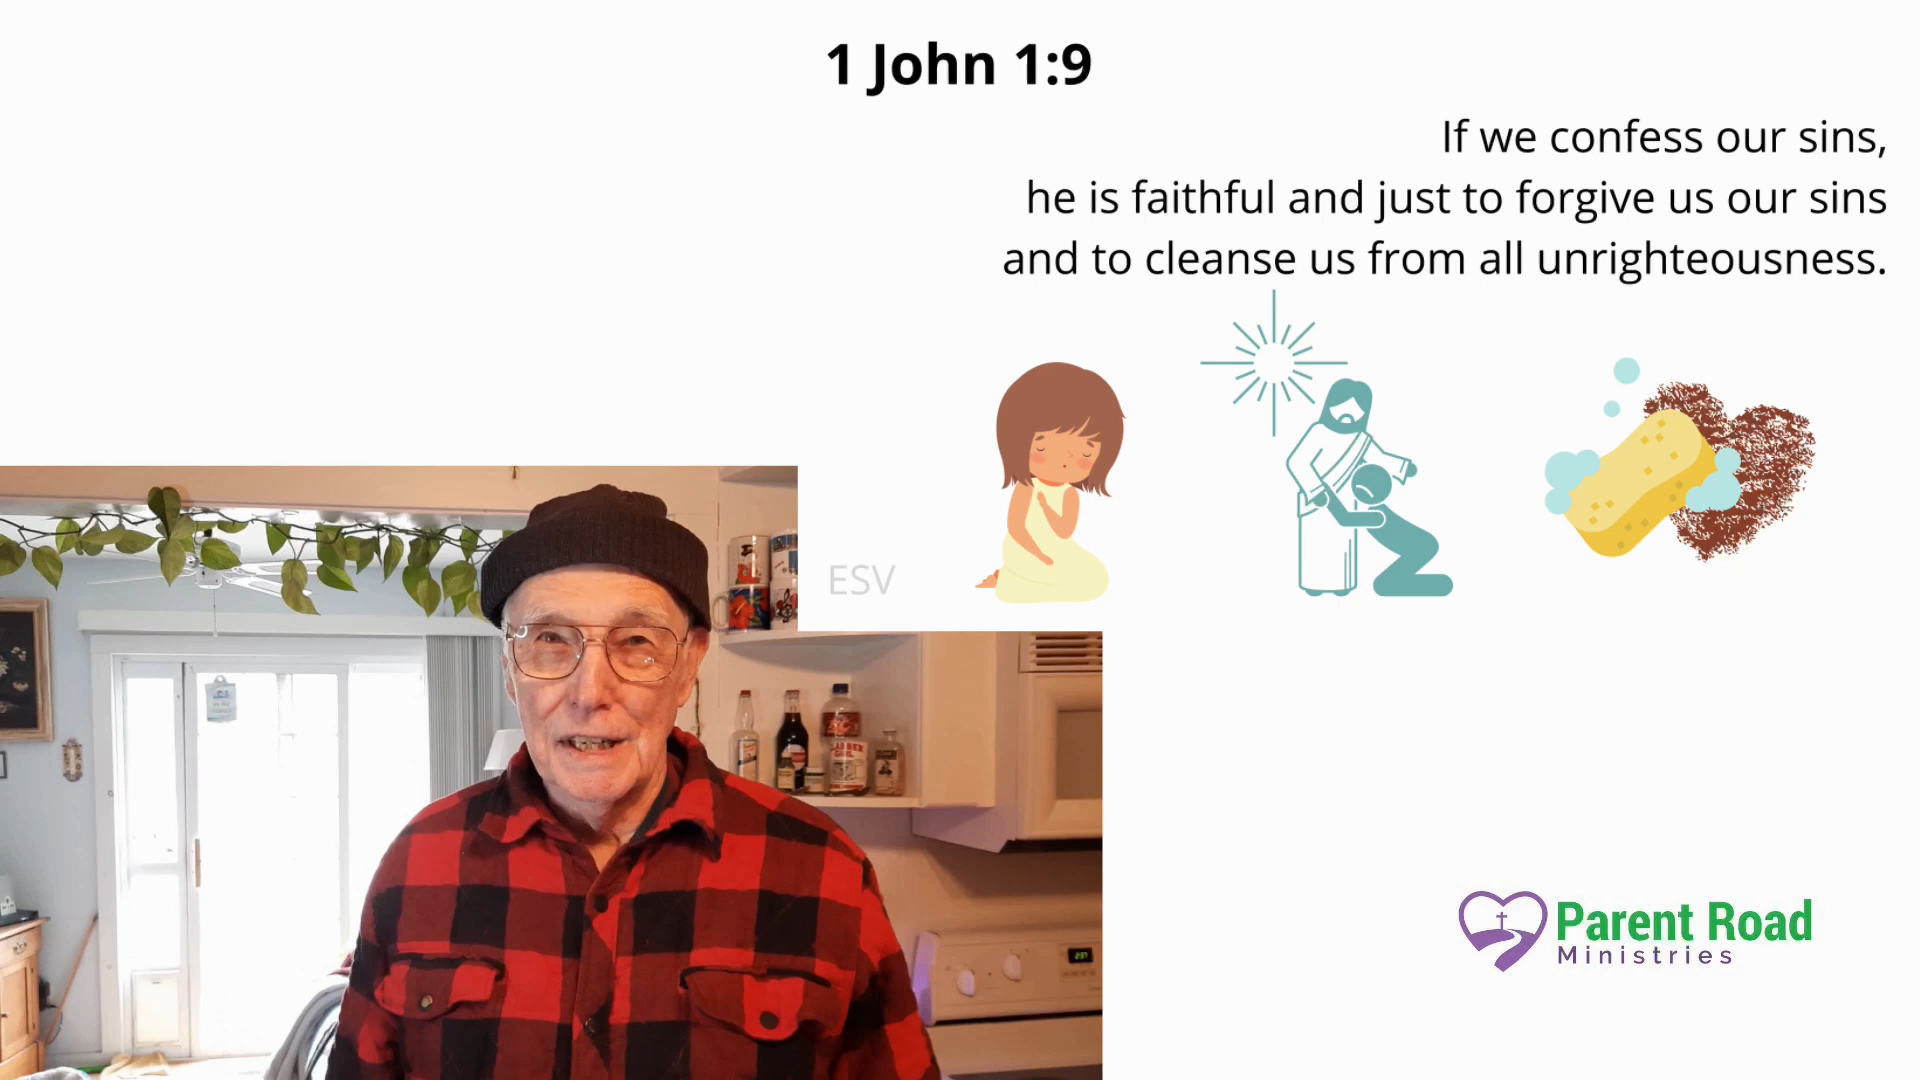 1 John 1:9
If we confess our sins,
he is faithful and just to forgive us our sins
and to cleanse us from all unrighteousness.
ESV
Parent Road
Ministries